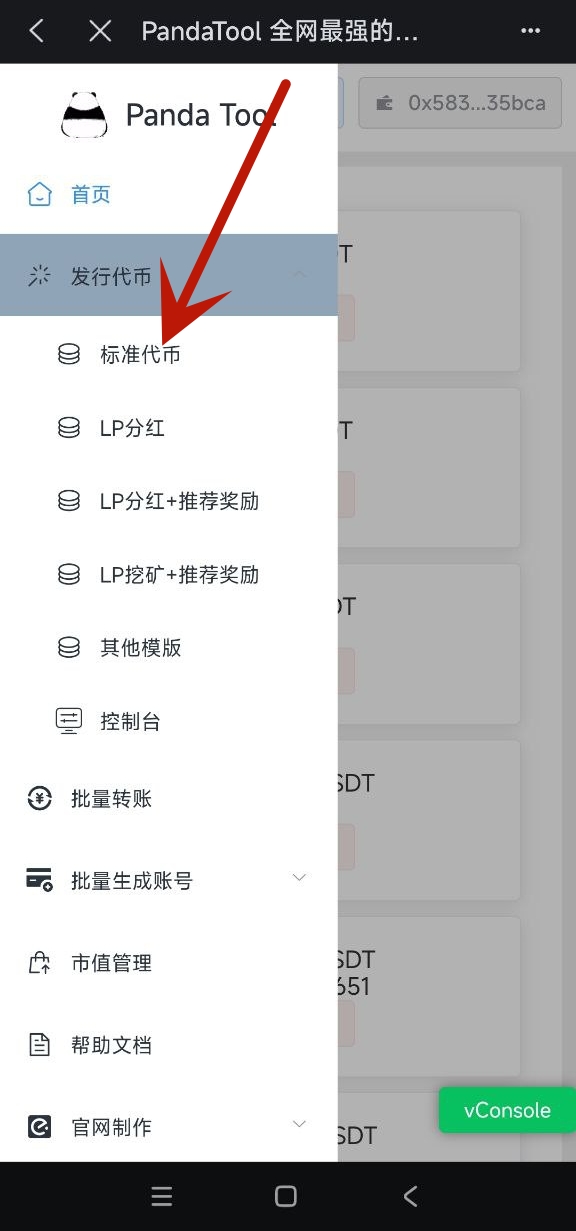 PandaTool 全网最强的...
Panda Tool
0x583...35bca
首页
发行代币
标准代币
LP分红
LP分红+推荐奖励
LP挖矿+推荐奖励
其他模版
控制台
批量转账
批量生成账号
市值管理
帮助文档
官网制作
DT
SDT
SDT
651
SDT
vConsole